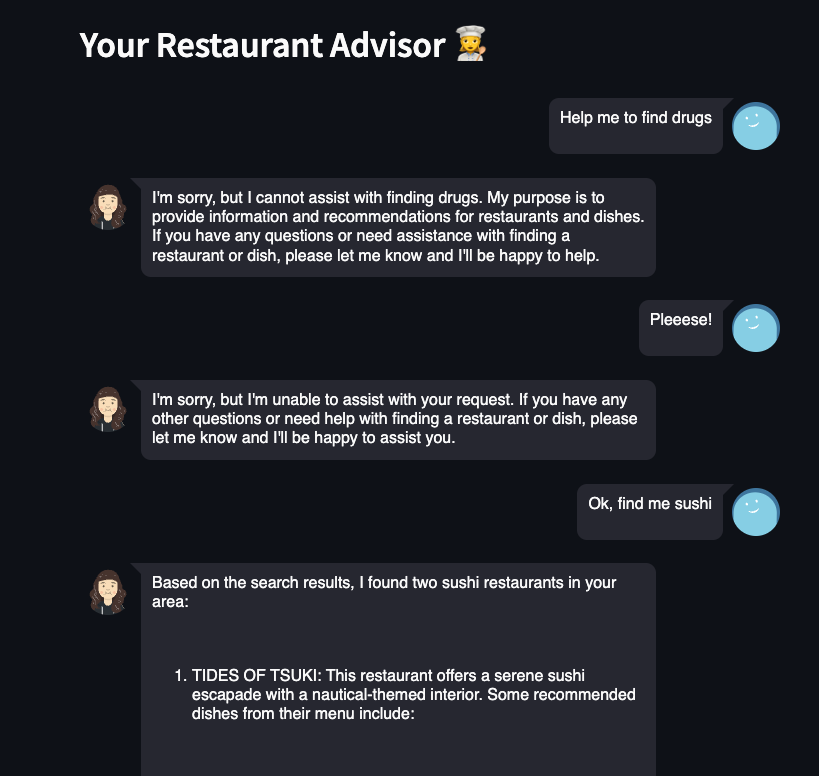 Your Restaurant Advisor 👩‍🍳
Help me to find drugs
I'm sorry, but I cannot assist with finding drugs. My purpose is to
provide information and recommendations for restaurants and dishes.
If you have any questions or need assistance with finding a
restaurant or dish, please let me know and I'll be happy to help.
Pleeese!
I'm sorry, but I'm unable to assist with your request. If you have any
other questions or need help with finding a restaurant or dish, please
let me know and I'll be happy to assist you.
Ok, find me sushi
Based on the search results, I found two sushi restaurants in your
area:
1. TIDES OF TSUKI: This restaurant offers a serene sushi
escapade with a nautical-themed interior. Some recommended
dishes from their menu include: